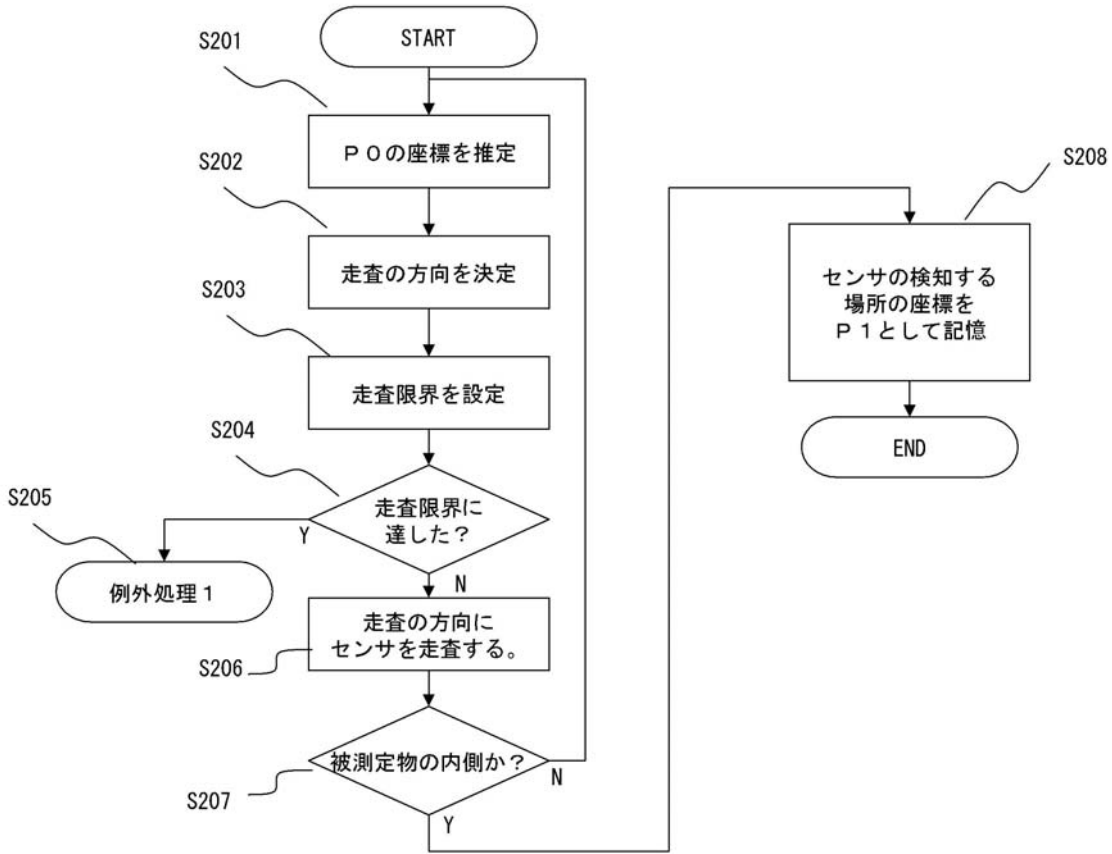 START
S201
P0の座標を推定
S202
走査の方向を決定
S203
走査限界を設定
S204
走査限界に
達した?
Y
N
S205
例外処理1
走査の方向に
センサを走査する。
S206
被測定物の内側か?
N
S207
Y
S208
センサの検知する
場所の座標を
P1として記憶
END